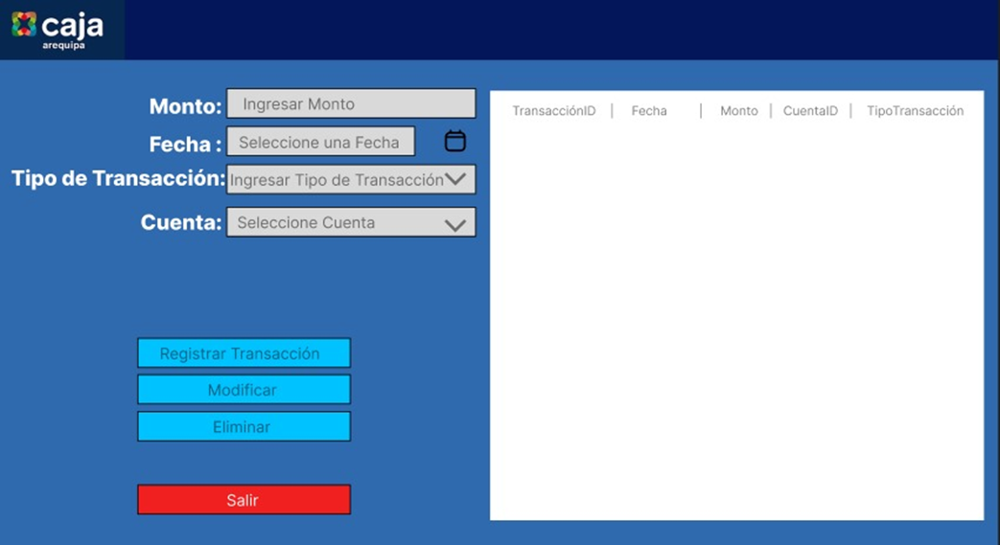 caja
arequipa
Monto: Ingresar Monto
Fecha : Seleccione una Fecha
Tipo de Transacción: Ingresar Tipo de Transacción
Cuenta: Seleccione Cuenta
Registrar Transacción
Modificar
Eliminar
Salir
TransacciónID | Fecha | Monto | CuentaID | TipoTransacción